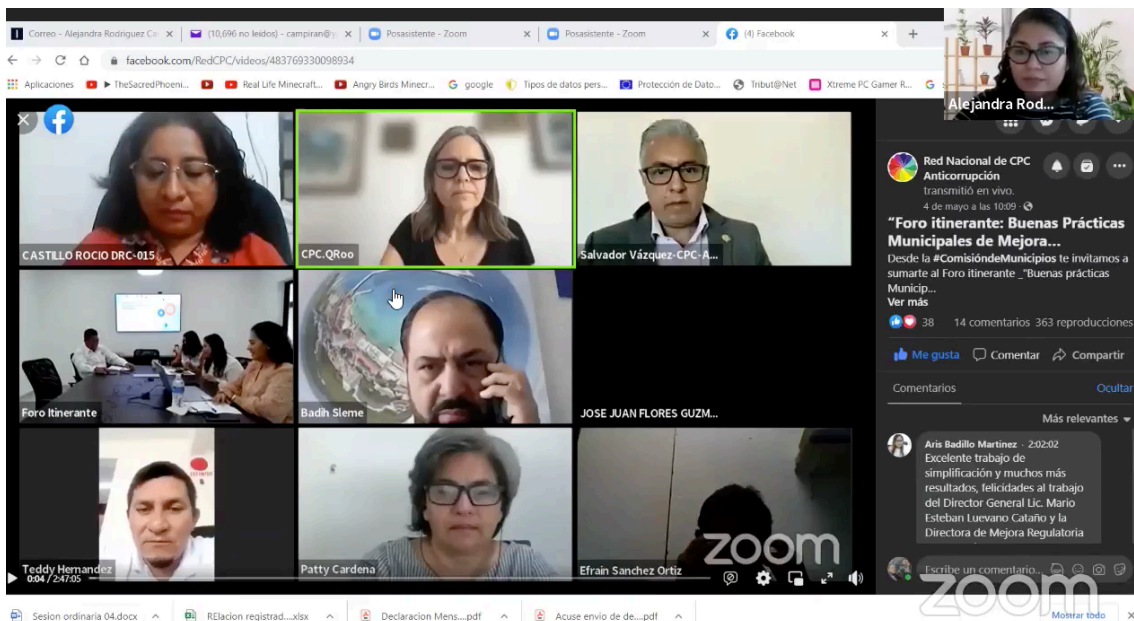 Correo - Alejandra Rodriguez Ca
(10,696 no leídos) - campiran@y
Posasistente - Zoom
Posasistente - Zoom
(4) Facebook
facebook.com/RedCPC/videos/483769330098934
Aplicaciones
TheSacredPhoeni...
Real Life Minecraft...
Angry Birds Minecr...
google
Tipos de datos pers...
Protección de Dato...
Tribut@Net
Xtreme PC Gamer R...
Alejandra Rod...
CASTILLO ROCIO DRC-015
CPC.QRoo
Salvador Vázquez-CPC-A...
Foro Itinerante
Badih Sleme
JOSE JUAN FLORES GUZM...
Teddy Hernandez
Patty Cardena
Efrain Sanchez Ortiz
0:04 / 2:47:05
zoom
Red Nacional de CPC
Anticorrupción
transmitió en vivo.
4 de mayo a las 10:09 ·
"Foro itinerante: Buenas Prácticas
Municipales de Mejora...
Desde la #ComisióndeMunicipios te invitamos a
sumarte al Foro itinerante _"Buenas prácticas
Municip...
Ver más
38
14 comentarios 363 reproducciones
Me gusta
Comentar
Compartir
Comentarios
Ocultar
Más relevantes
Aris Badillo Martinez · 2:02:02
Excelente trabajo de
simplificación y muchos más
resultados, felicidades al trabajo
del Director General Lic. Mario
Esteban Luevano Cataño y la
Directora de Mejora Regulatoria
Escribe un comentario...
zoom
Sesion ordinaria 04.docx
RElacion registrad....xlsx
Declaracion Mens....pdf
Acuse envio de de....pdf
Mostrar todo